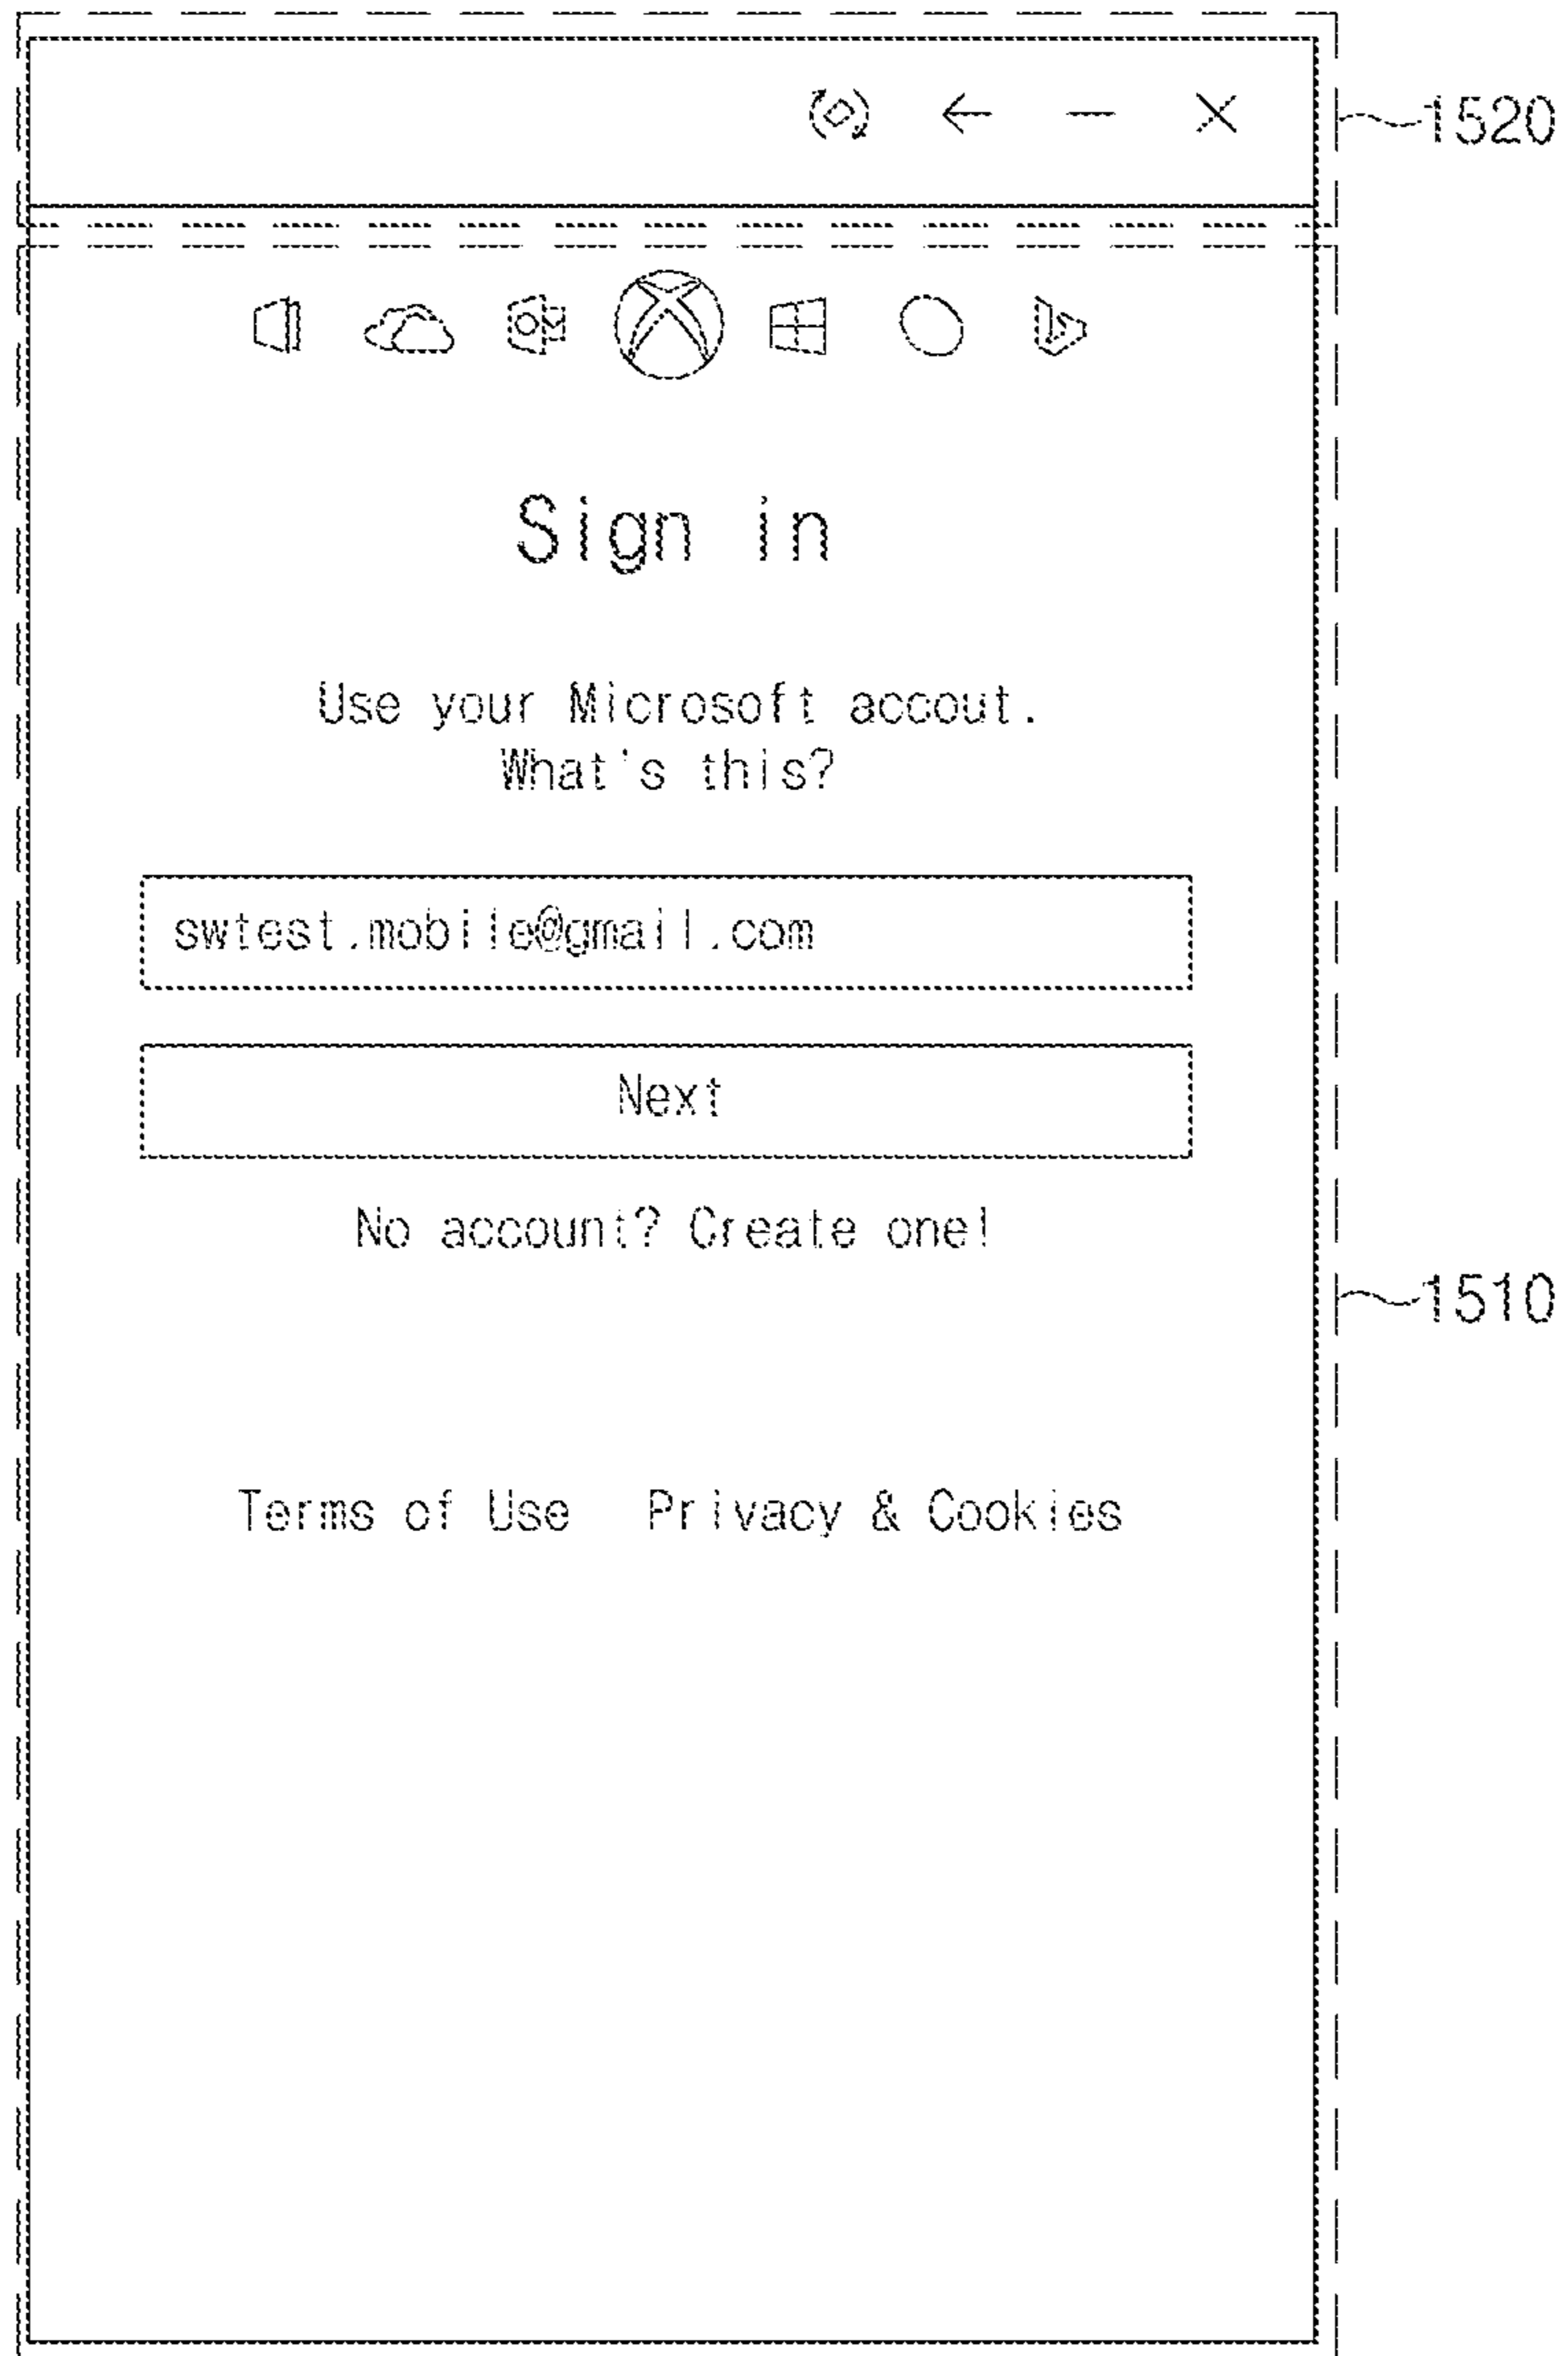 1520
Sign in
Use your Microsoft accout.
What's this?
swtest.mobile@gmail.com
Next
No account? Create one!
1510
Terms of Use Privacy & Cookies